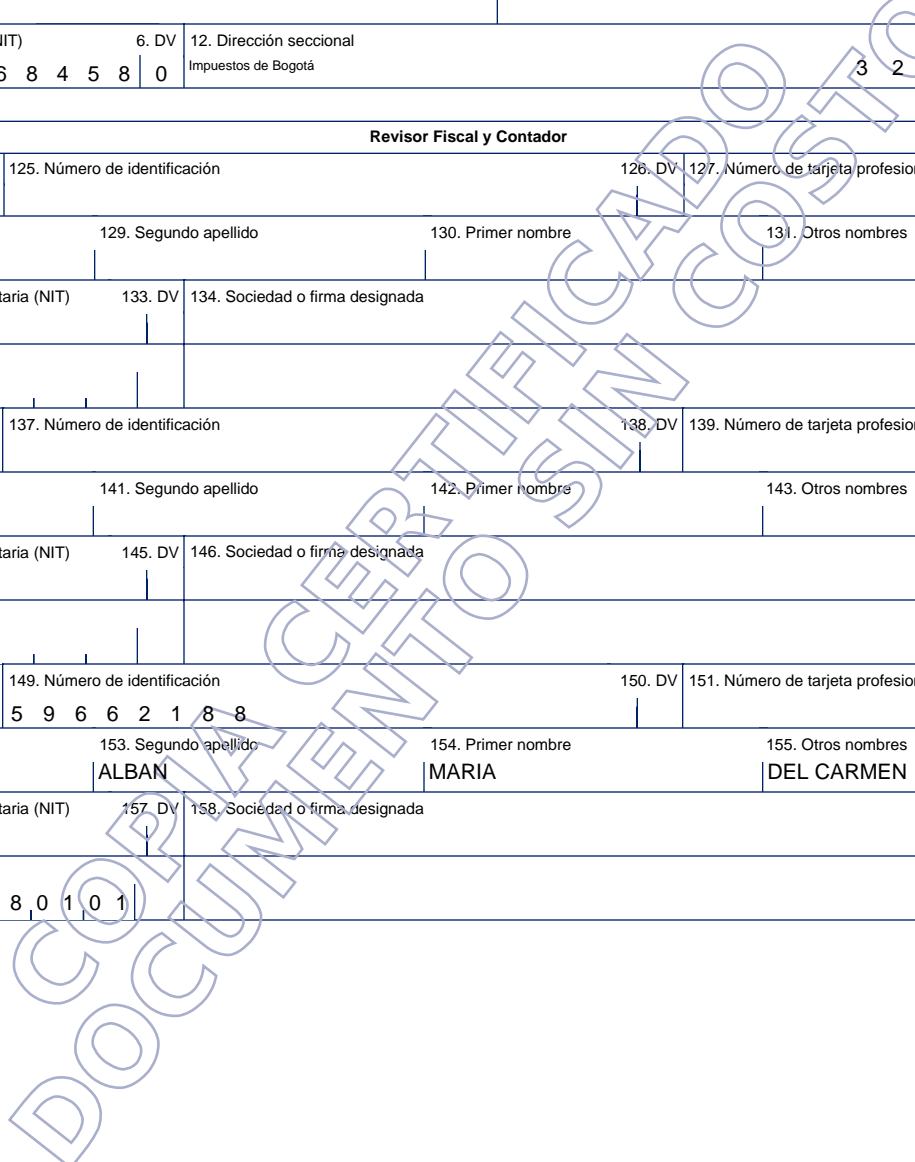 NIT) 6. DV 12. Dirección seccional
6 8 4 5 8 0 Impuestos de Bogotá 3 2
Revisor Fiscal y Contador
125. Número de identificación 126. DV 127. Número de tarjeta profesion
129. Segundo apellido 130. Primer nombre 131. Otros nombres
taria (NIT) 133. DV 134. Sociedad o firma designada
137. Número de identificación 138. DV 139. Número de tarjeta profesion
141. Segundo apellido 142. Primer nombre 143. Otros nombres
taria (NIT) 145. DV 146. Sociedad o firma designada
149. Número de identificación 150. DV 151. Número de tarjeta profesion
5 9 6 6 2 1 8 8
153. Segundo apellido 154. Primer nombre 155. Otros nombres
ALBAN MARIA DEL CARMEN
taria (NIT) 157. DV 158. Sociedad o firma designada
8 0 1 0 1
COPIA CERTIFICADO
DOCUMENTO SIN COSTO